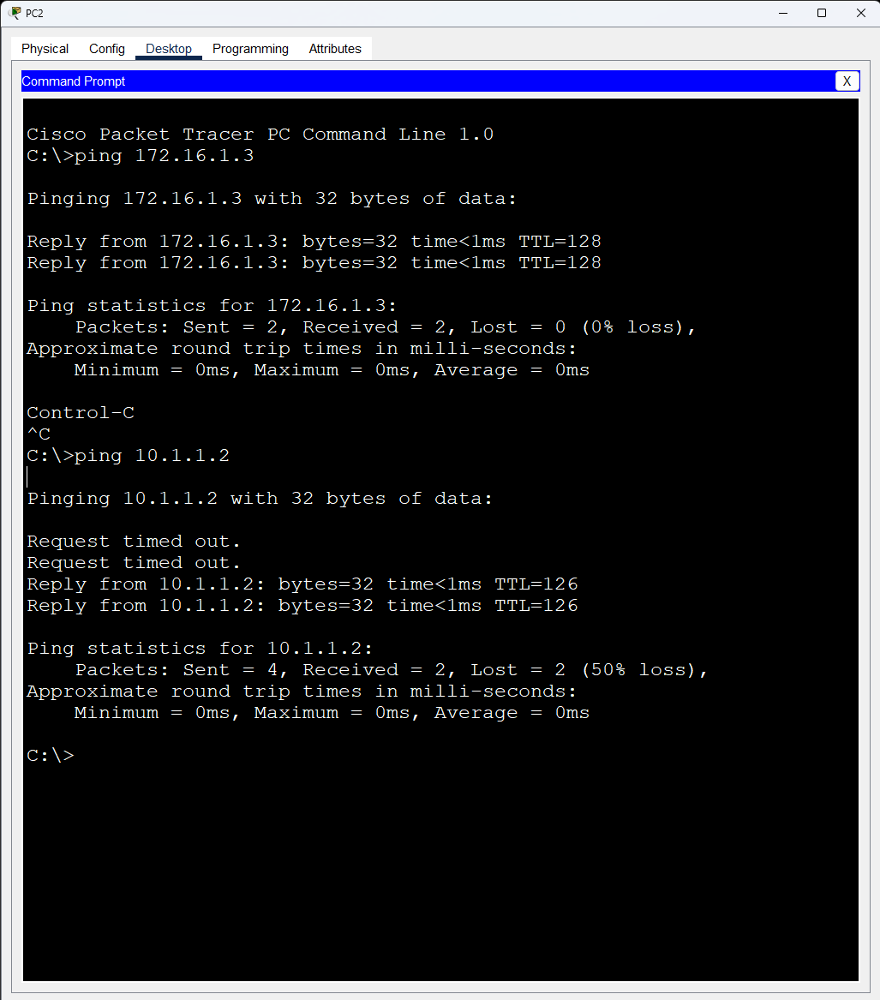 PC2
Physical Config Desktop Programming Attributes
Command Prompt X
Cisco Packet Tracer PC Command Line 1.0
C:\>ping 172.16.1.3
Pinging 172.16.1.3 with 32 bytes of data:
Reply from 172.16.1.3: bytes=32 time<1ms TTL=128
Reply from 172.16.1.3: bytes=32 time<1ms TTL=128
Ping statistics for 172.16.1.3:
    Packets: Sent = 2, Received = 2, Lost = 0 (0% loss),
Approximate round trip times in milli-seconds:
    Minimum = 0ms, Maximum = 0ms, Average = 0ms
Control-C
^C
C:\>ping 10.1.1.2
Pinging 10.1.1.2 with 32 bytes of data:
Request timed out.
Request timed out.
Reply from 10.1.1.2: bytes=32 time<1ms TTL=126
Reply from 10.1.1.2: bytes=32 time<1ms TTL=126
Ping statistics for 10.1.1.2:
    Packets: Sent = 4, Received = 2, Lost = 2 (50% loss),
Approximate round trip times in milli-seconds:
    Minimum = 0ms, Maximum = 0ms, Average = 0ms
C:\>